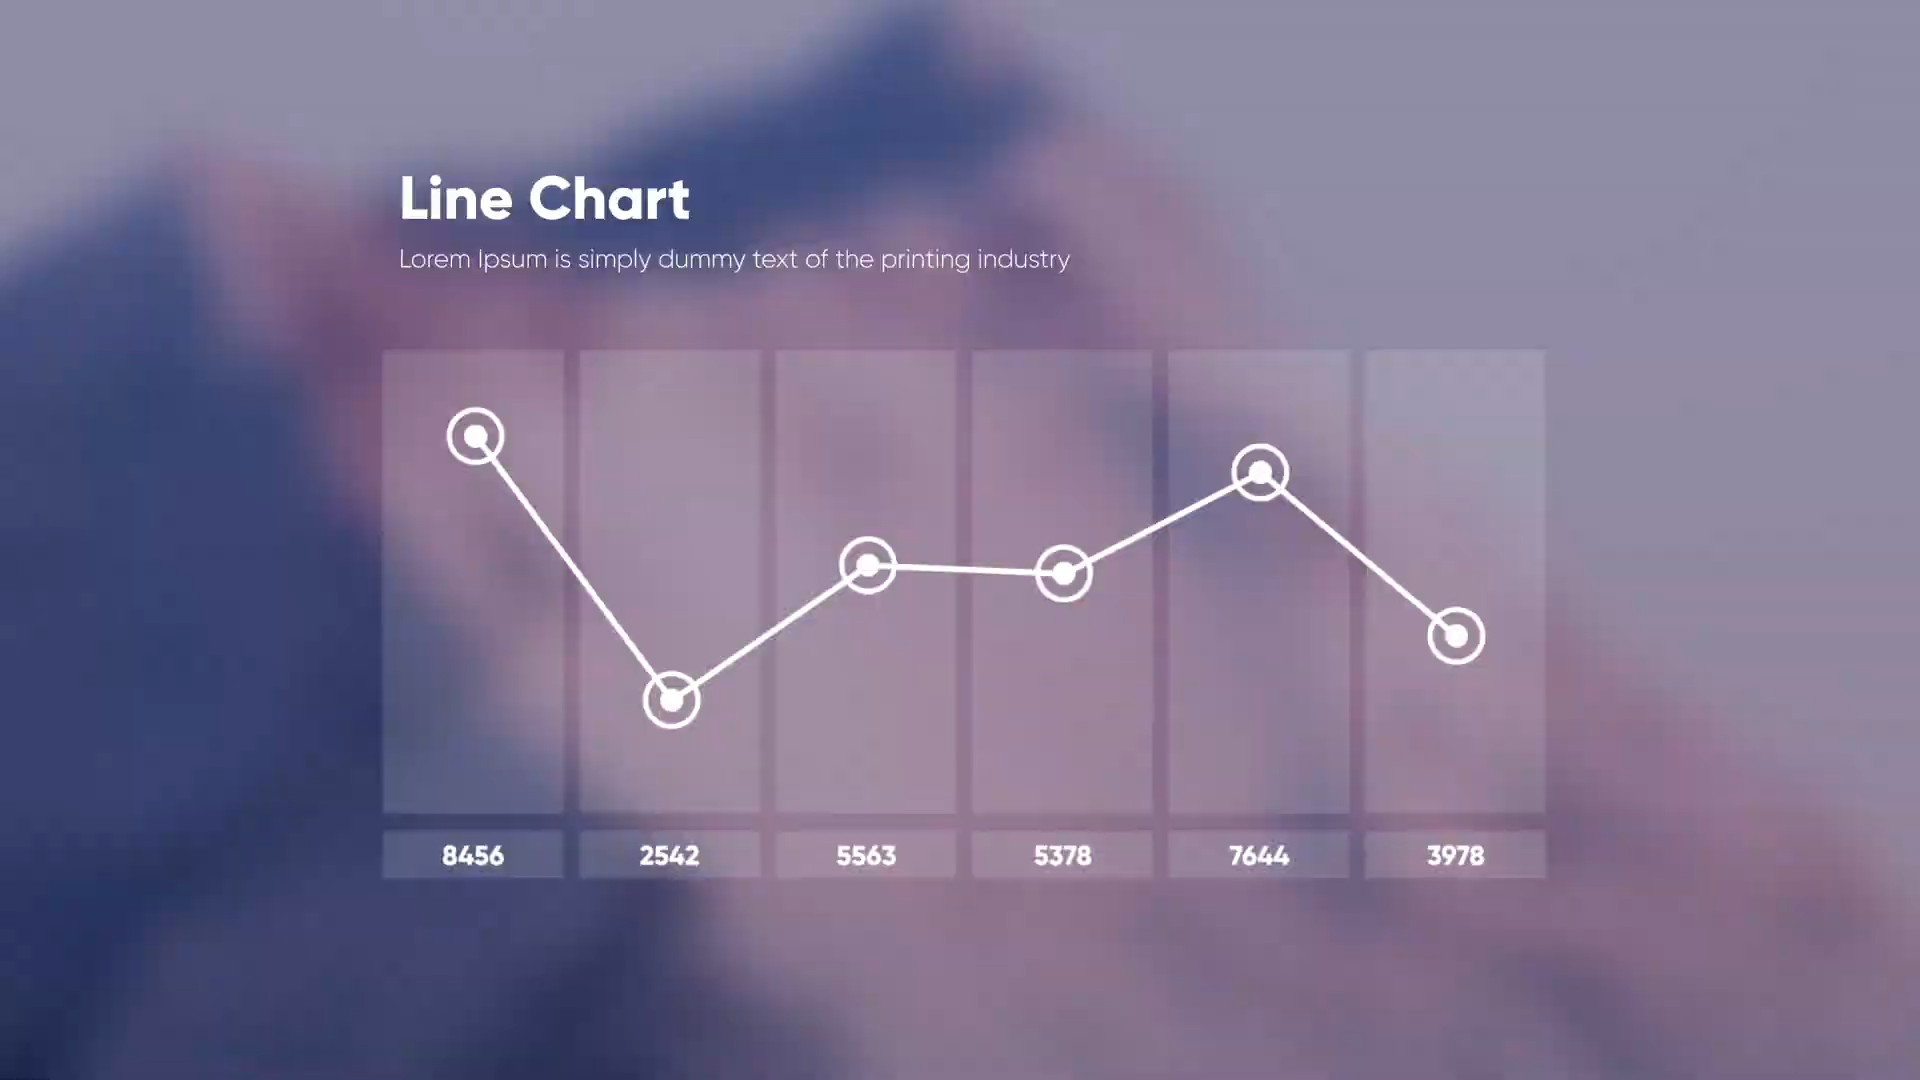 Line Chart
Lorem Ipsum is simply dummy text of the printing industry
8456 2542 5563 5378 7644 3978